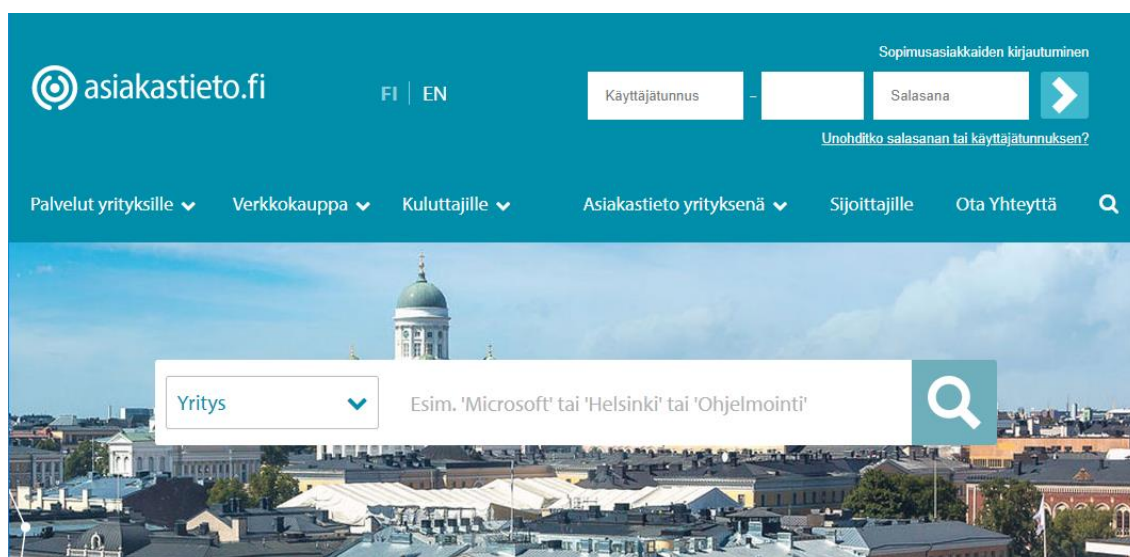 Sopimusasiakkaiden kirjautuminen
asiakastieto.fi
FI | EN
Käyttäjätunnus - Salasana
Unohditko salasanan tai käyttäjätunnuksen?
Palvelut yrityksille Verkkokauppa Kuluttajille Asiakastieto yrityksenä Sijoittajille Ota Yhteyttä
Yritys Esim. 'Microsoft' tai 'Helsinki' tai 'Ohjelmointi'